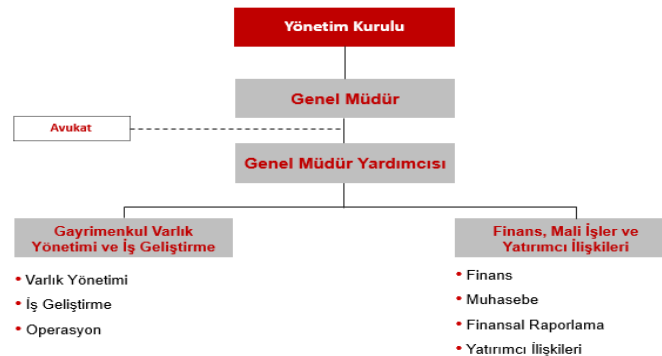 Yönetim Kurulu
Genel Müdür
Avukat
Genel Müdür Yardımcısı
Gayrimenkul Varlık
Yönetimi ve İş Geliştirme
• Varlık Yönetimi
• İş Geliştirme
• Operasyon
Finans, Mali İşler ve
Yatırımcı İlişkileri
• Finans
• Muhasebe
• Finansal Raporlama
• Yatırımcı İlişkileri